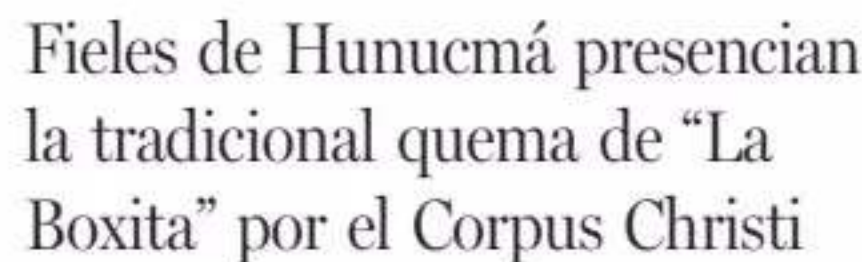 Fieles de Hunucmá presencian
la tradicional quema de “La
Boxita” por el Corpus Christi